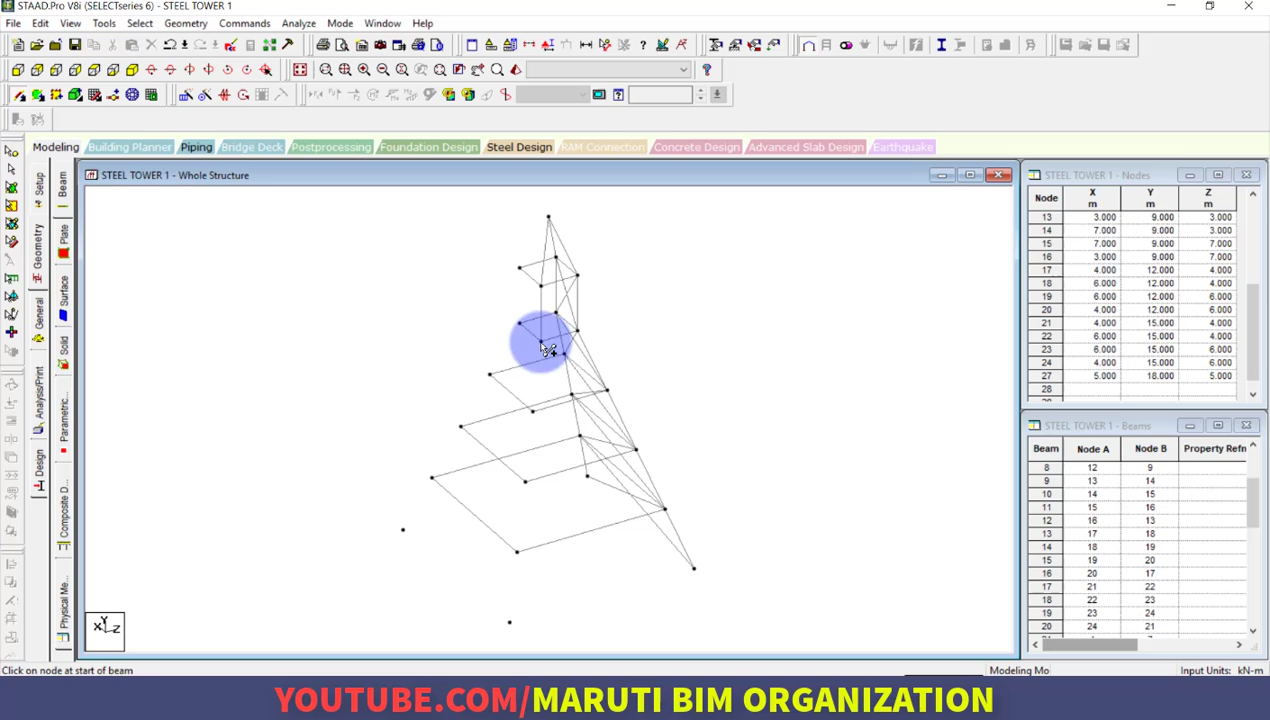 STAAD.Pro V8i (SELECTseries 6) - STEEL TOWER 1
File Edit View Tools Select Geometry Commands Analyze Mode Window Help
Modeling Building Planner Piping Bridge Deck Postprocessing Foundation Design Steel Design RAM Connection Concrete Design Advanced Slab Design Earthquake
Setup
Geometry
General
Analysis/Print
Design
Beam
Plate
Surface
Solid
Parametric...
Composite D...
Physical Me...
STEEL TOWER 1 - Whole Structure
X Y Z
STEEL TOWER 1 - Nodes
Node X m Y m Z m
13 3.000 9.000 3.000
14 7.000 9.000 3.000
15 7.000 9.000 7.000
16 3.000 9.000 7.000
17 4.000 12.000 4.000
18 6.000 12.000 4.000
19 6.000 12.000 6.000
20 4.000 12.000 6.000
21 4.000 15.000 4.000
22 6.000 15.000 4.000
23 6.000 15.000 6.000
24 4.000 15.000 6.000
27 5.000 18.000 5.000
28
STEEL TOWER 1 - Beams
Beam Node A Node B Property Refn
8 12 9
9 13 14
10 14 15
11 15 16
12 16 13
13 17 18
14 18 19
15 19 20
16 20 17
17 21 22
18 22 23
19 23 24
20 24 21
Click on node at start of beam
Modeling Mo
Input Units: kN-m
YOUTUBE.COM/MARUTI BIM ORGANIZATION